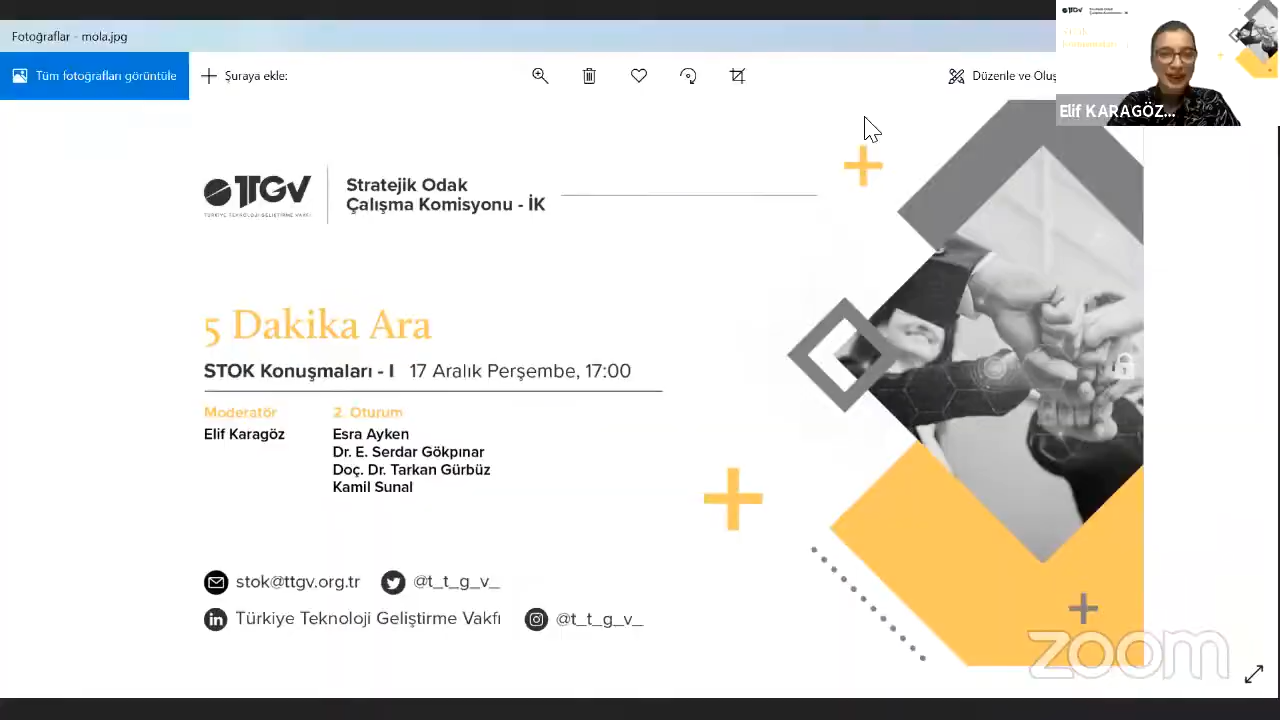 Fotoğraflar - mola.jpg
Tüm fotoğrafları görüntüle
Şuraya ekle:
Düzenle ve Oluş
Elif KARAGÖZ...
TTGV
TÜRKİYE TEKNOLOJİ GELİŞTİRME VAKFI
Stratejik Odak
Çalışma Komisyonu - İK
5 Dakika Ara
STOK Konuşmaları - I 17 Aralık Perşembe, 17:00
Moderatör
Elif Karagöz
2. Oturum
Esra Ayken
Dr. E. Serdar Gökpınar
Doç. Dr. Tarkan Gürbüz
Kamil Sunal
stok@ttgv.org.tr @t_t_g_v_
in Türkiye Teknoloji Geliştirme Vakfı @t_t_g_v_
zoom